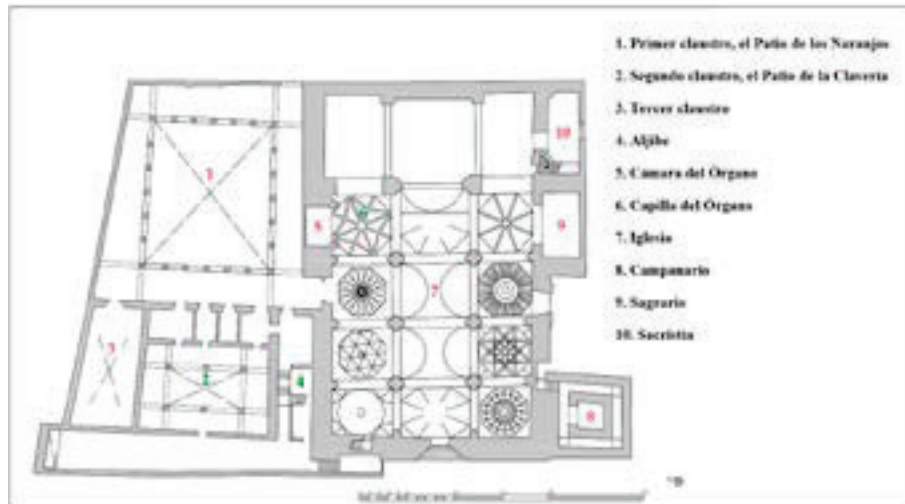 1. Primer claustro, el Patio de los Naranjos
2. Segundo claustro, el Patio de la Clavería
3. Tercer claustro
4. Aljibe
5. Cámara del Órgano
6. Capilla del Órgano
7. Iglesia
8. Campanario
9. Sagrario
10. Sacristía
10
1
5
9
7
3
2
4
8